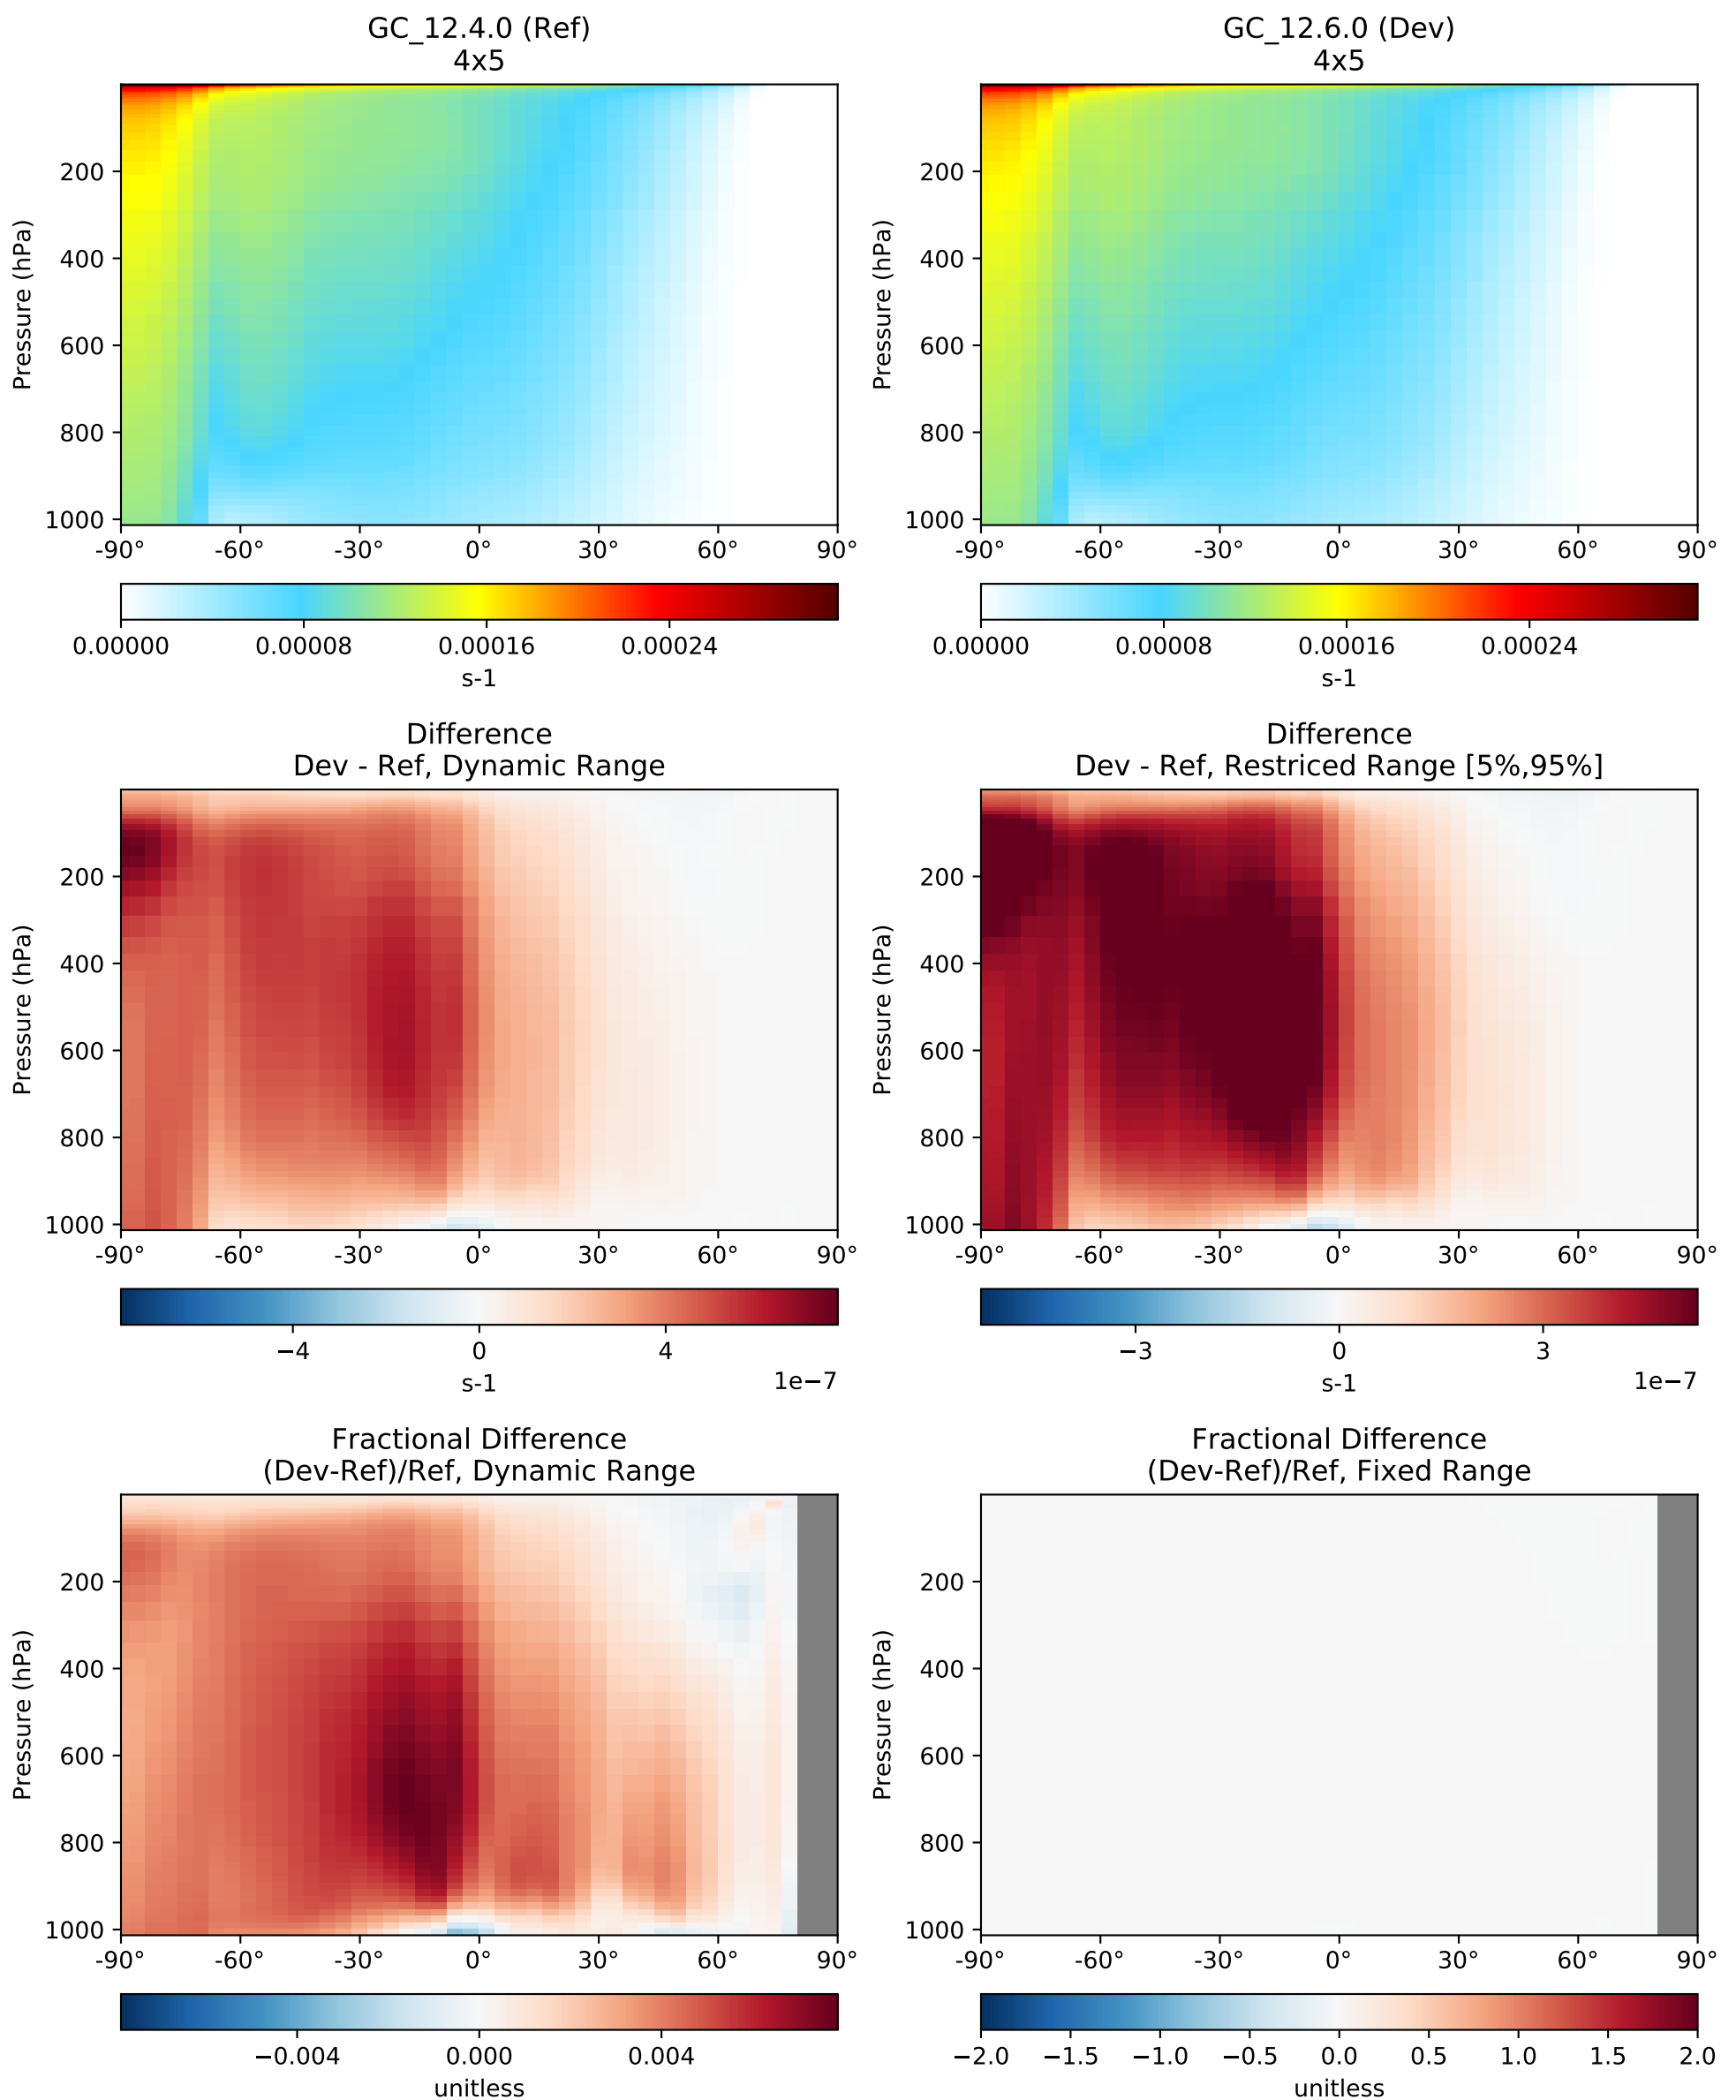 GC_12.4.0 (Ref)
4x5
Pressure (hPa)
200
400
600
800
1000
-90° -60° -30° 0° 30° 60° 90°
0.00000 0.00008 0.00016 0.00024
s-1
GC_12.6.0 (Dev)
4x5
Pressure (hPa)
200
400
600
800
1000
-90° -60° -30° 0° 30° 60° 90°
0.00000 0.00008 0.00016 0.00024
s-1
Difference
Dev - Ref, Dynamic Range
Pressure (hPa)
200
400
600
800
1000
-90° -60° -30° 0° 30° 60° 90°
−4 0 4
s-1 1e−7
Difference
Dev - Ref, Restriced Range [5%,95%]
Pressure (hPa)
200
400
600
800
1000
-90° -60° -30° 0° 30° 60° 90°
−3 0 3
s-1 1e−7
Fractional Difference
(Dev-Ref)/Ref, Dynamic Range
Pressure (hPa)
200
400
600
800
1000
-90° -60° -30° 0° 30° 60° 90°
−0.004 0.000 0.004
unitless
Fractional Difference
(Dev-Ref)/Ref, Fixed Range
Pressure (hPa)
200
400
600
800
1000
-90° -60° -30° 0° 30° 60° 90°
−2.0 −1.5 −1.0 −0.5 0.0 0.5 1.0 1.5 2.0
unitless